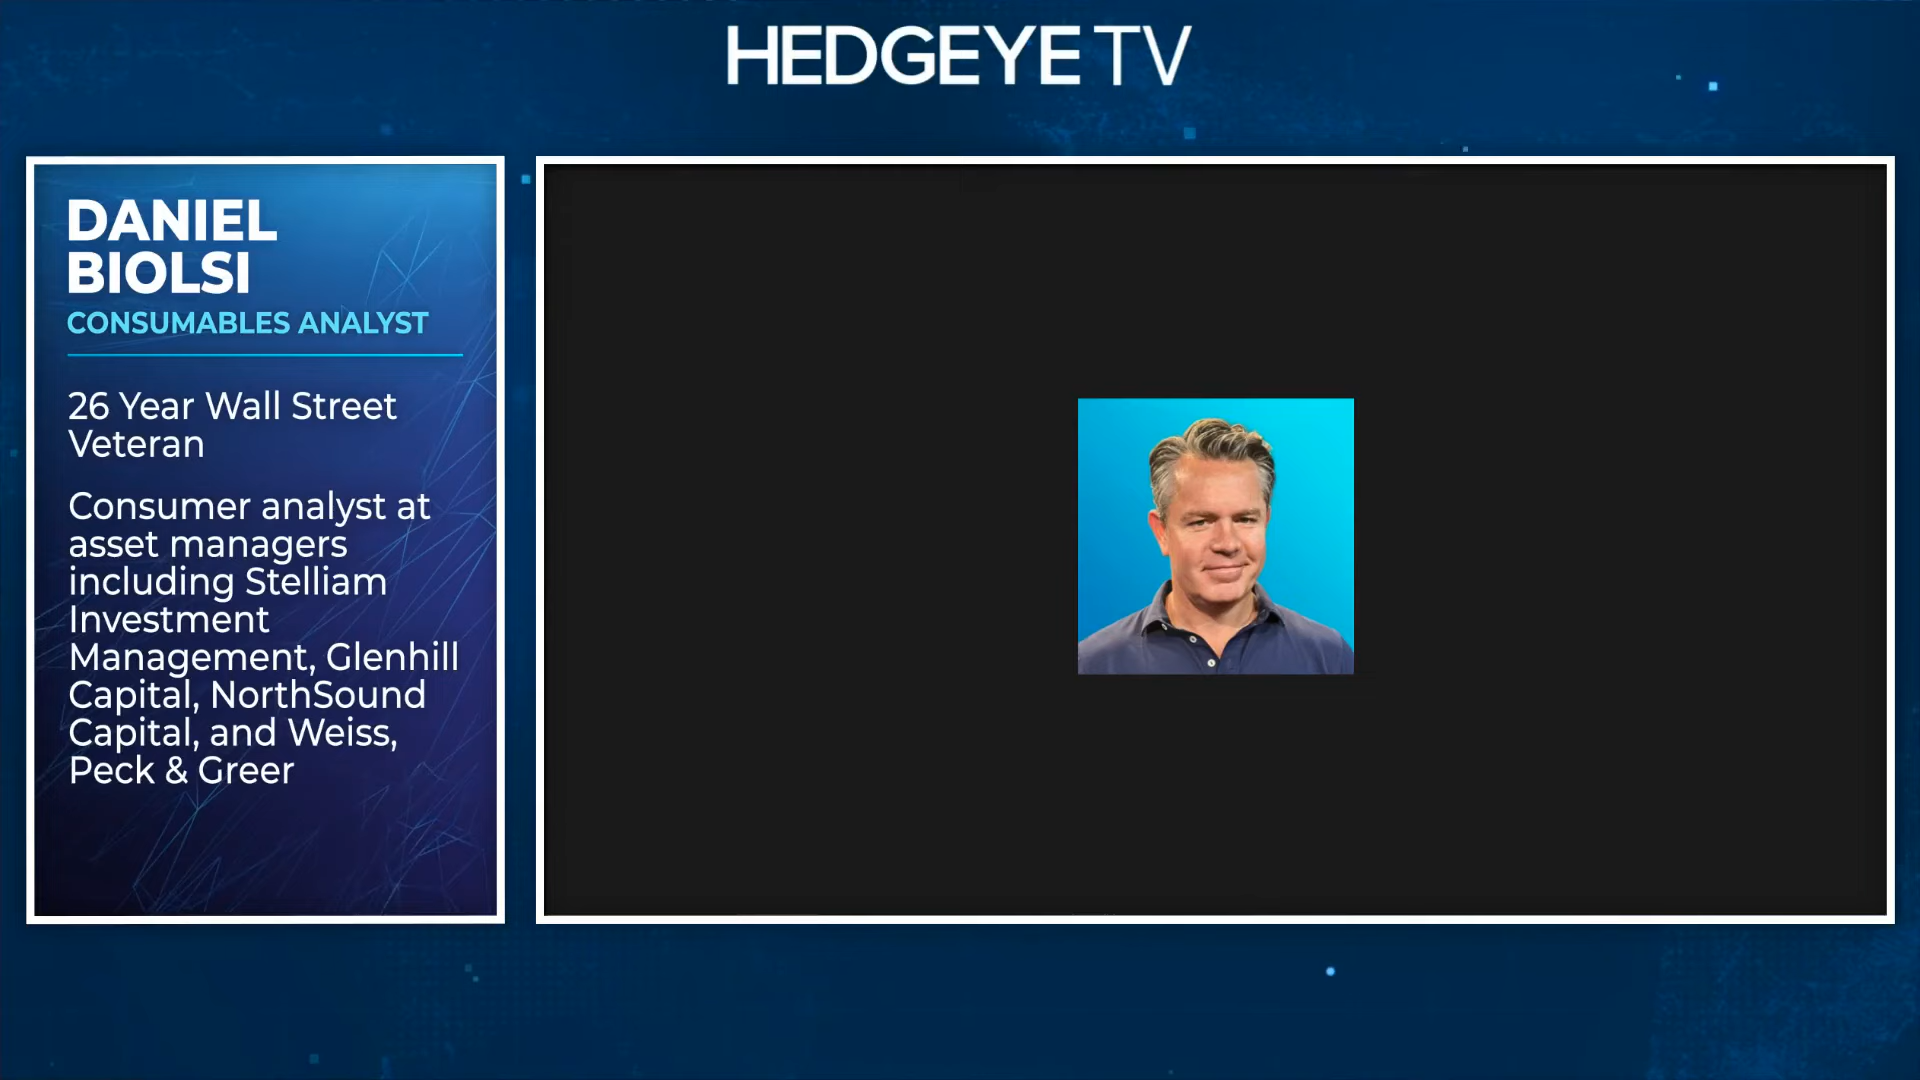 HEDGEYE TV
DANIEL
BIOLSI
CONSUMABLES ANALYST
26 Year Wall Street
Veteran
Consumer analyst at
asset managers
including Stelliam
Investment
Management, Glenhill
Capital, NorthSound
Capital, and Weiss,
Peck & Greer